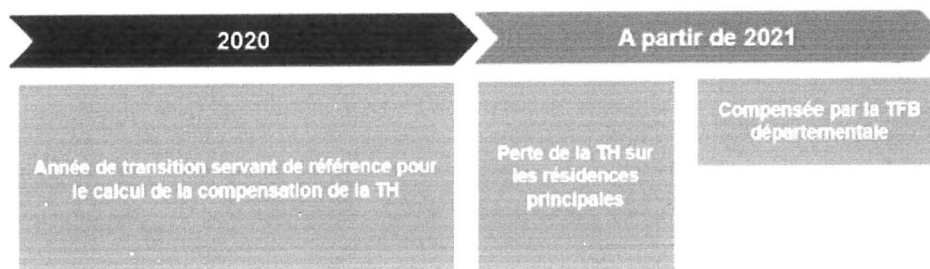 2020
A partir de 2021
Année de transition servant de référence pour
le calcul de la compensation de la TH
Perte de la TH sur
les résidences
principales
Compensée par la TFB
départementale